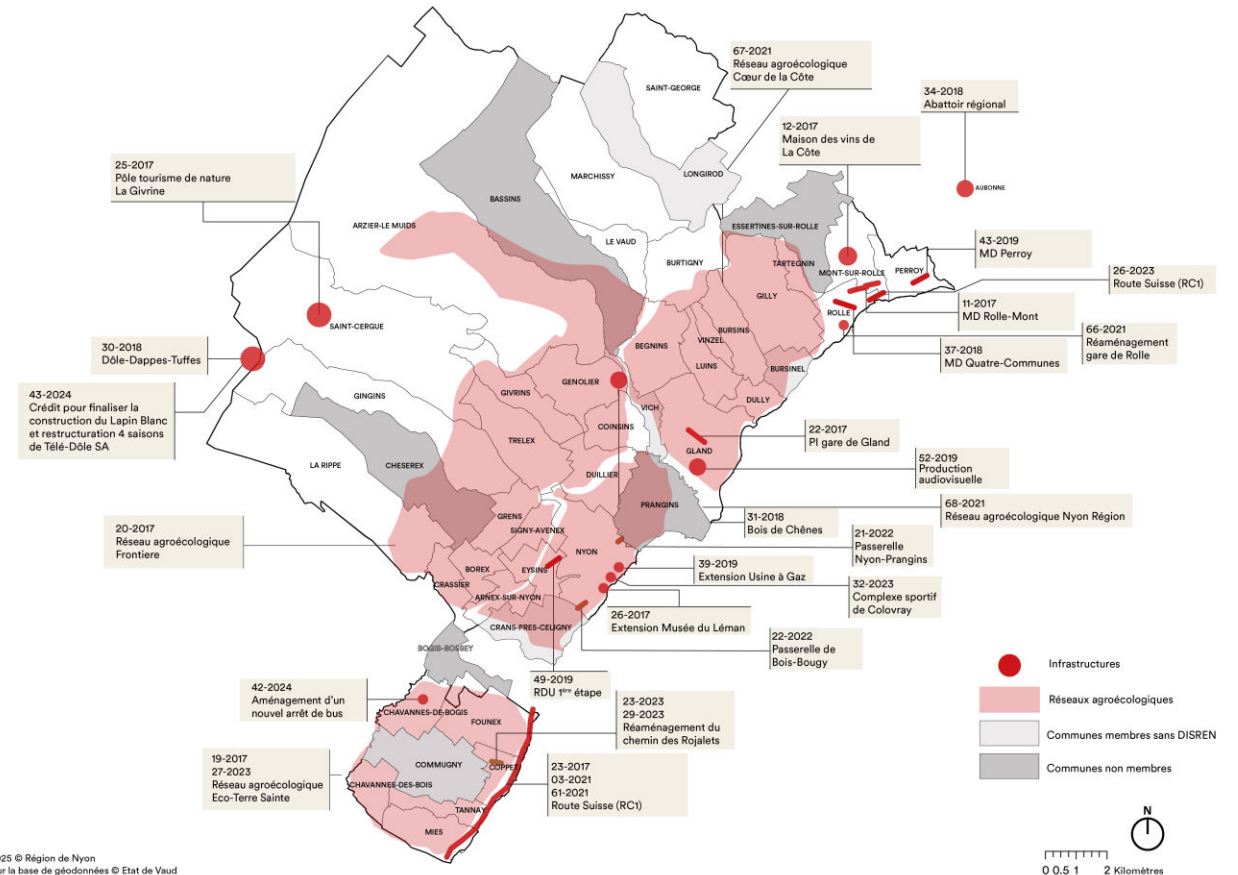 67-2021
Réseau agroécologique
Cœur de la Côte
SAINT-GEORGE
34-2018
Abattoir régional
12-2017
Maison des vins de
La Côte
25-2017
Pôle tourisme de nature
La Givrine
MARCHISSY
LONGIROD
AUBONNE
BASSINS
ARZIER-LE MUIDS
ESSERTINES-SUR-ROLLE
LE VAUD
BURTIGNY
TARTEGNIN
MONT-SUR-ROLLE
PERROY
43-2019
MD Perroy
26-2023
Route Suisse (RC1)
GILLY
ROLLE
11-2017
MD Rolle-Mont
SAINT-CERGUE
BURSINS
VINZEL
BEGNINS
LUINS
BURSINEL
66-2021
Réaménagement
gare de Rolle
37-2018
MD Quatre-Communes
30-2018
Dôle-Dappes-Tuffes
43-2024
Crédit pour finaliser la
construction du Lapin Blanc
et restructuration 4 saisons
de Télé-Dôle SA
GINGINS
GENOLIER
GIVRINS
DULLY
VICH
COINSINS
TRELEX
22-2017
PI gare de Gland
GLAND
LA RIPPE
CHESEREX
DUILLIER
52-2019
Production
audiovisuelle
PRANGINS
68-2021
Réseau agroécologique Nyon Région
31-2018
Bois de Chênes
20-2017
Réseau agroécologique
Frontiere
GRENS
SIGNY-AVENEX
NYON
21-2022
Passerelle
Nyon-Prangins
39-2019
Extension Usine à Gaz
BOREX
EYSINS
CRASSIER
ARNEX-SUR-NYON
32-2023
Complexe sportif
de Colovray
26-2017
Extension Musée du Léman
CRANS-PRES-CELIGNY
22-2022
Passerelle de
Bois-Bougy
BOGIS-BOSSEY
49-2019
RDU 1ère étape
42-2024
Aménagement d'un
nouvel arrêt de bus
CHAVANNES-DE-BOGIS
FOUNEX
23-2023
29-2023
Réaménagement du
chemin des Rojalets
COMMUGNY
COPPET
19-2017
27-2023
Réseau agroécologique
Eco-Terre Sainte
CHAVANNES-DES-BOIS
23-2017
03-2021
61-2021
Route Suisse (RC1)
TANNAY
MIES
Infrastructures
Réseaux agroécologiques
Communes membres sans DISREN
Communes non membres
N
0 0.5 1 2 Kilomètres
025 © Région de Nyon
ur la base de géodonnées © Etat de Vaud